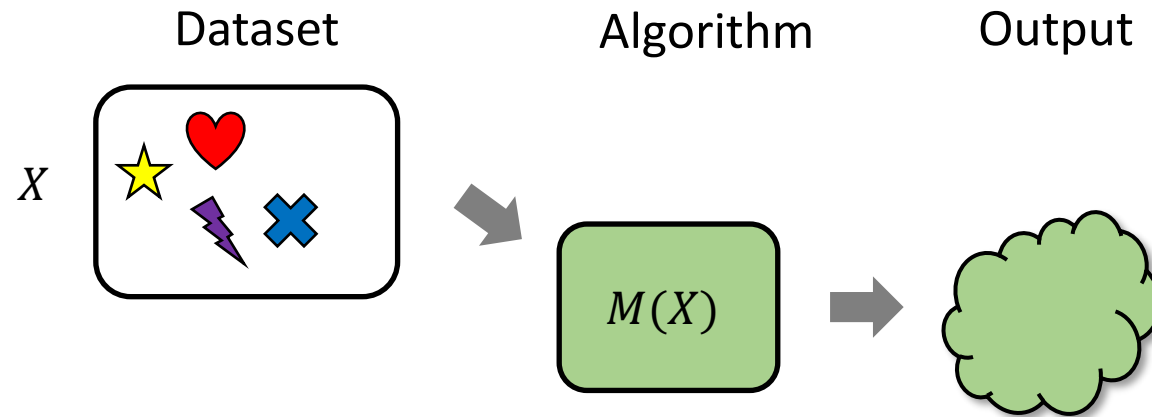 Dataset
Algorithm
Output
X
M(X)